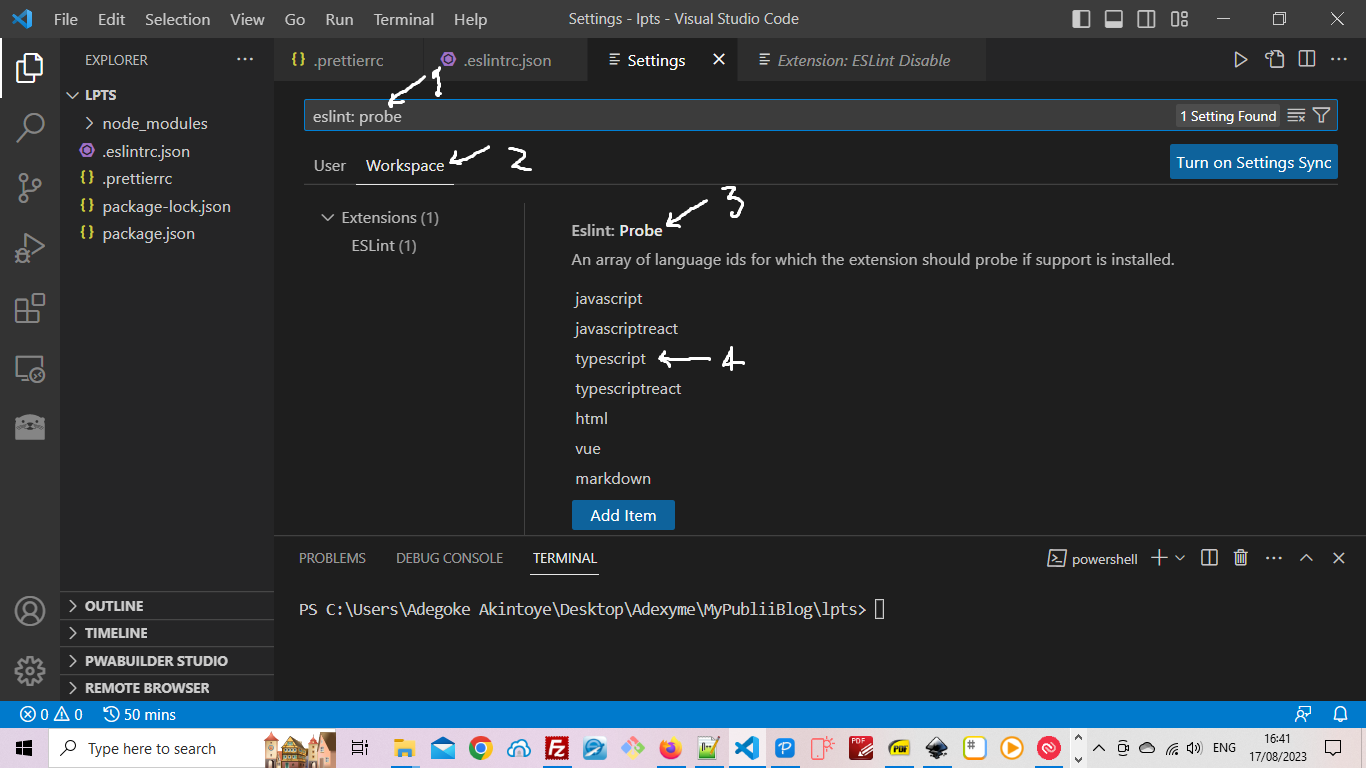 File Edit Selection View Go Run Terminal Help
Settings - lpts - Visual Studio Code
EXPLORER
{} .prettierrc
.eslintrc.json
Settings
Extension: ESLint Disable
1
LPTS
node_modules
.eslintrc.json
{} .prettierrc
{} package-lock.json
{} package.json
eslint: probe
1 Setting Found
User Workspace
2
Turn on Settings Sync
Extensions (1)
ESLint (1)
3
Eslint: Probe
An array of language ids for which the extension should probe if support is installed.
javascript
javascriptreact
typescript
4
typescriptreact
html
vue
markdown
Add Item
PROBLEMS DEBUG CONSOLE TERMINAL
powershell
PS C:\Users\Adegoke Akintoye\Desktop\Adexyme\MyPubliiBlog\lpts>
OUTLINE
TIMELINE
PWABUILDER STUDIO
REMOTE BROWSER
0 0 50 mins
Type here to search
ENG
16:41
17/08/2023